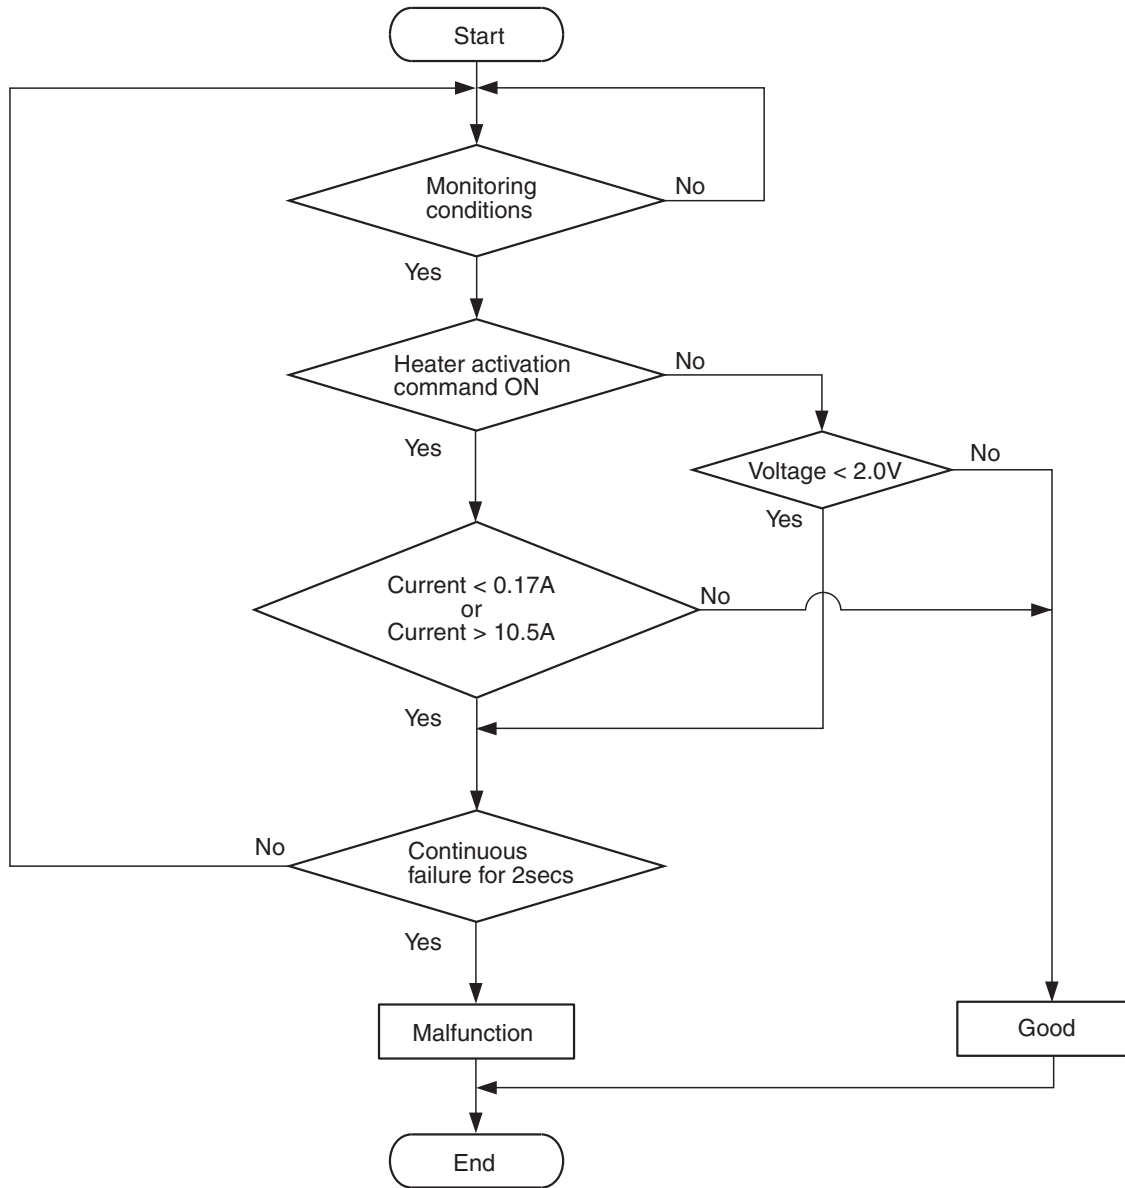 Start
Monitoring
conditions
No
Yes
Heater activation
command ON
No
Yes
Voltage < 2.0V
No
Yes
Current < 0.17A
or
Current > 10.5A
No
Yes
Continuous
failure for 2secs
No
Yes
Malfunction
Good
End